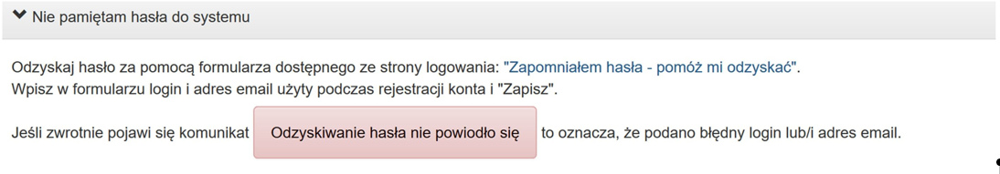 Nie pamiętam hasła do systemu
Odzyskaj hasło za pomocą formularza dostępnego ze strony logowania: "Zapomniałem hasła - pomóż mi odzyskać".
Wpisz w formularzu login i adres email użyty podczas rejestracji konta i "Zapisz".
Jeśli zwrotnie pojawi się komunikat Odzyskiwanie hasła nie powiodło się to oznacza, że podano błędny login lub/i adres email.